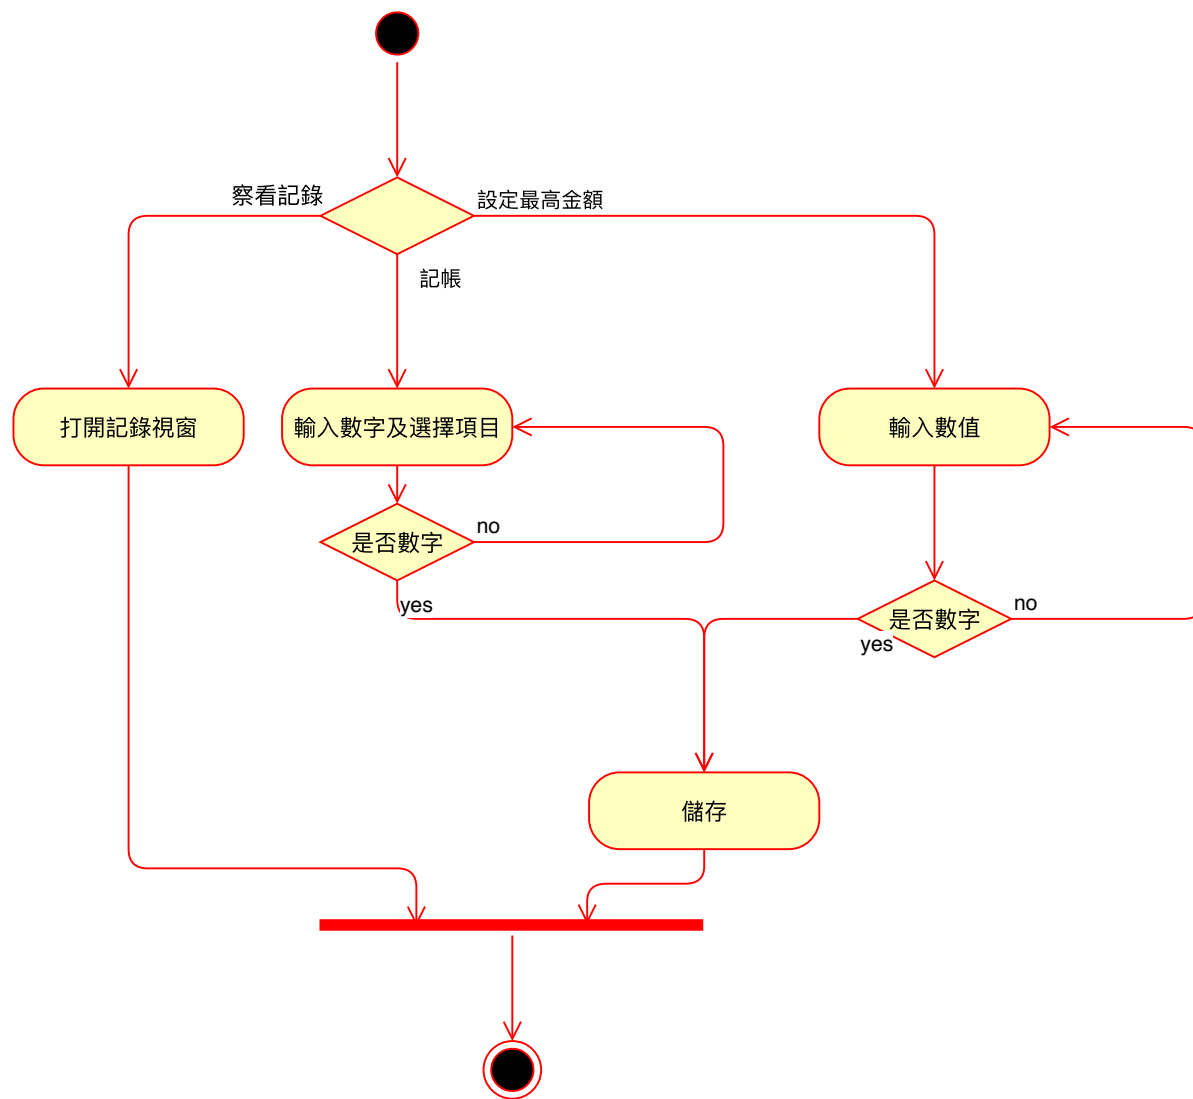 察看記錄
設定最高金額
記帳
打開記錄視窗
輸入數字及選擇項目
輸入數值
no
是否數字
yes
no
是否數字
yes
儲存